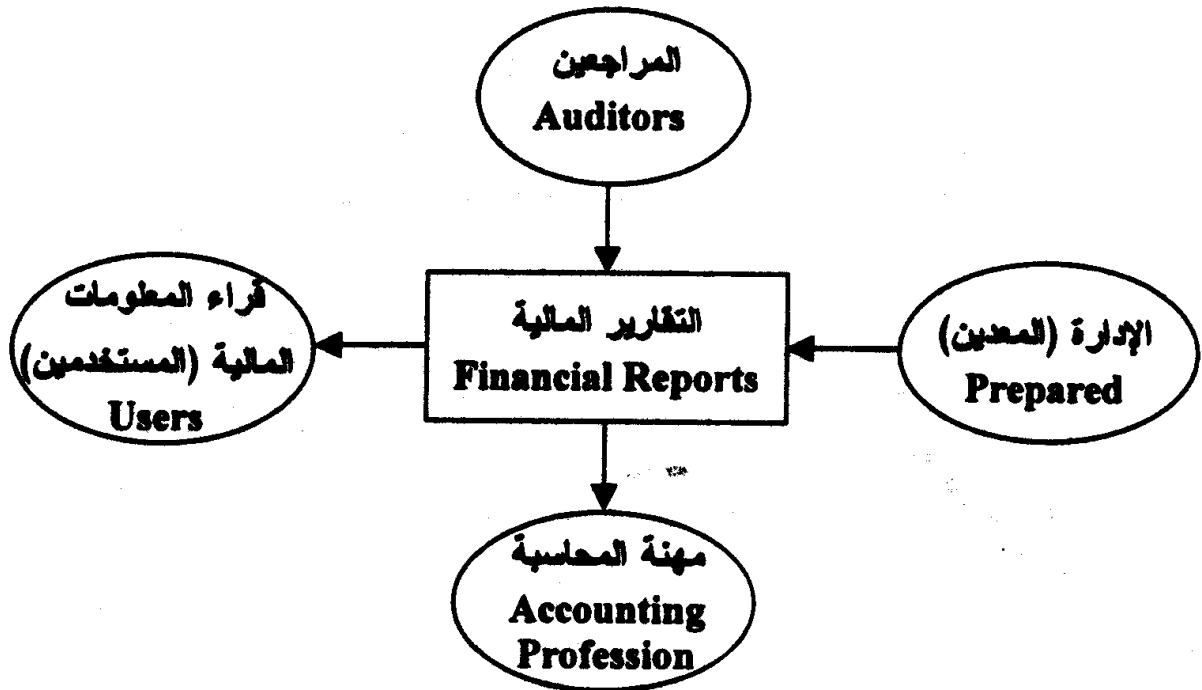 المراجعين
Auditors
قراء المعلومات
المالية (المستخدمين)
Users
التقارير المالية
Financial Reports
الإدارة (المعدين)
Prepared
مهنة المحاسبة
Accounting
Profession